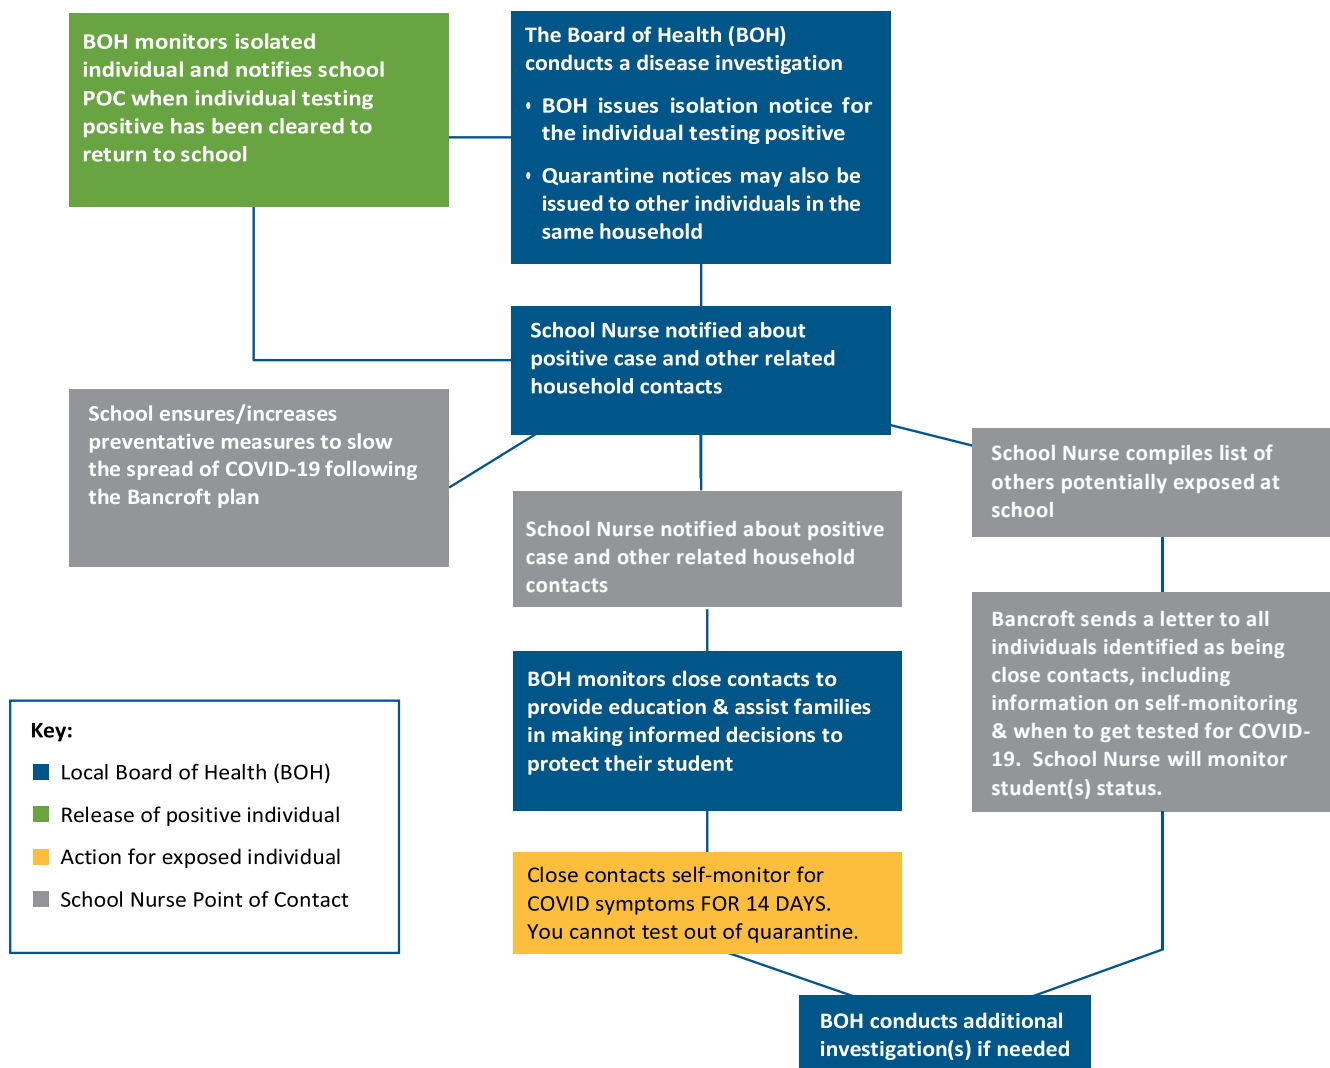 BOH monitors isolated
individual and notifies school
POC when individual testing
positive has been cleared to
return to school
The Board of Health (BOH)
conducts a disease investigation
• BOH issues isolation notice for
the individual testing positive
• Quarantine notices may also be
issued to other individuals in the
same household
School Nurse notified about
positive case and other related
household contacts
School ensures/increases
preventative measures to slow
the spread of COVID-19 following
the Bancroft plan
School Nurse compiles list of
others potentially exposed at
school
School Nurse notified about positive
case and other related household
contacts
Bancroft sends a letter to all
individuals identified as being
close contacts, including
information on self-monitoring
& when to get tested for COVID-
19.  School Nurse will monitor
student(s) status.
BOH monitors close contacts to
provide education & assist families
in making informed decisions to
protect their student
Key:
Local Board of Health (BOH)
Release of positive individual
Action for exposed individual
School Nurse Point of Contact
Close contacts self-monitor for
COVID symptoms FOR 14 DAYS.
You cannot test out of quarantine.
BOH conducts additional
investigation(s) if needed